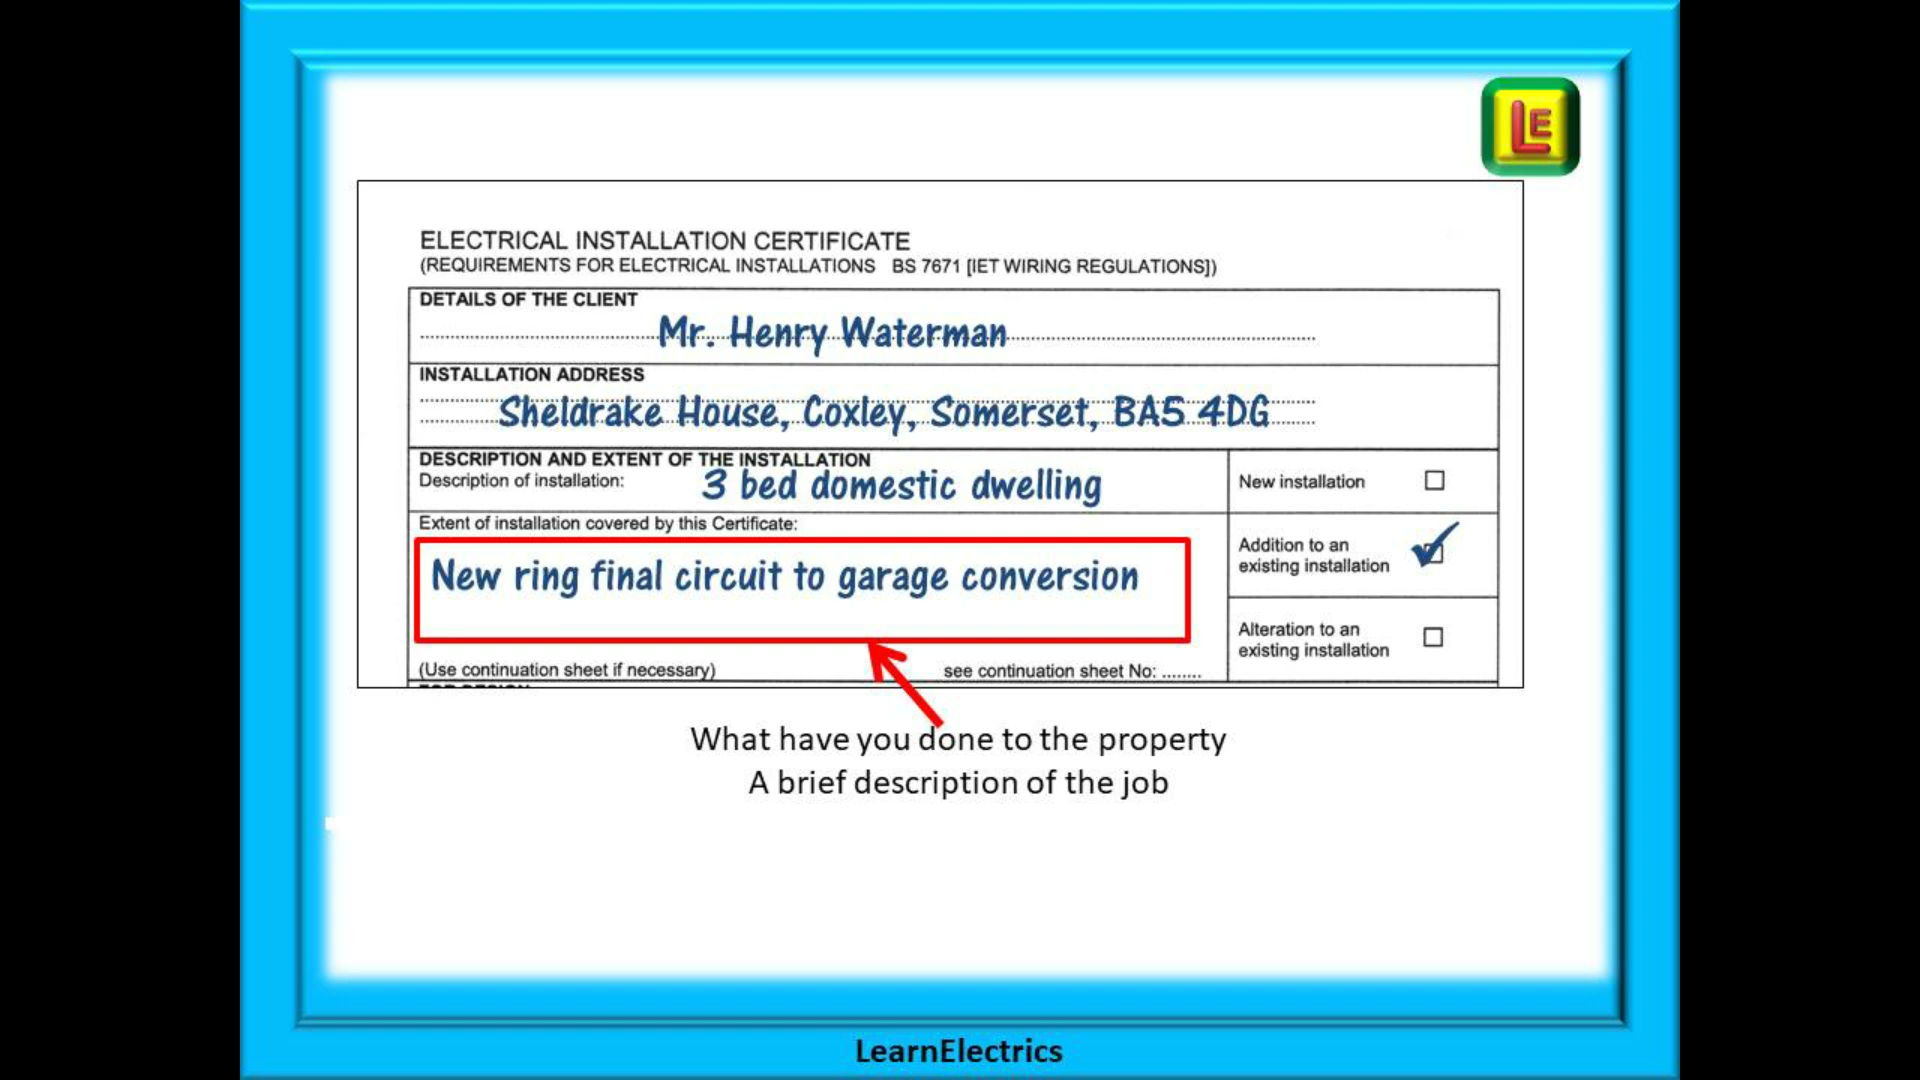 LE
ELECTRICAL INSTALLATION CERTIFICATE
(REQUIREMENTS FOR ELECTRICAL INSTALLATIONS BS 7671 [IET WIRING REGULATIONS])
DETAILS OF THE CLIENT
Mr. Henry Waterman
INSTALLATION ADDRESS
Sheldrake House, Coxley, Somerset, BA5 4DG
DESCRIPTION AND EXTENT OF THE INSTALLATION
Description of installation: 3 bed domestic dwelling
New installation
Extent of installation covered by this Certificate:
New ring final circuit to garage conversion
Addition to an
existing installation
Alteration to an
existing installation
(Use continuation sheet if necessary) see continuation sheet No: ........
What have you done to the property
A brief description of the job
LearnElectrics